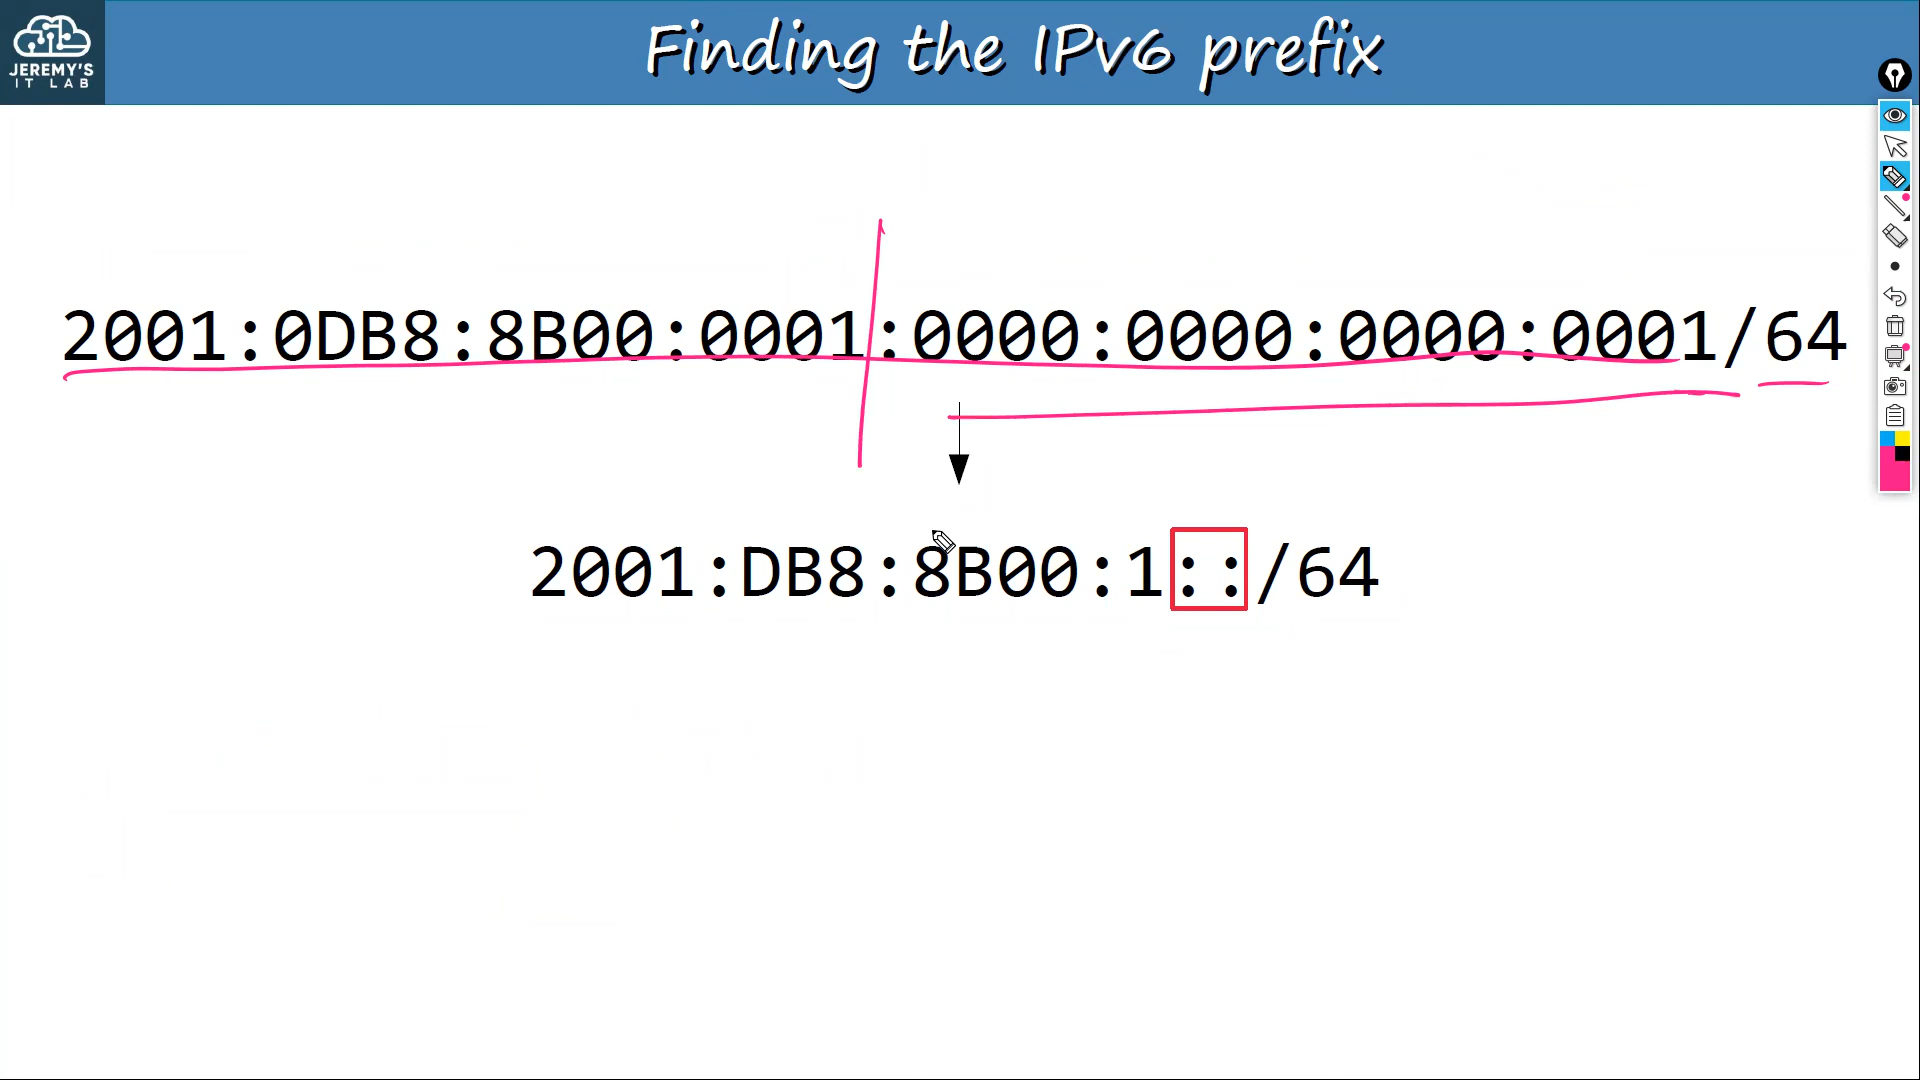 JEREMY'S
IT LAB
Finding the IPv6 prefix
2001:0DB8:8B00:0001:0000:0000:0000:0001/64
2001:DB8:8B00:1::/64